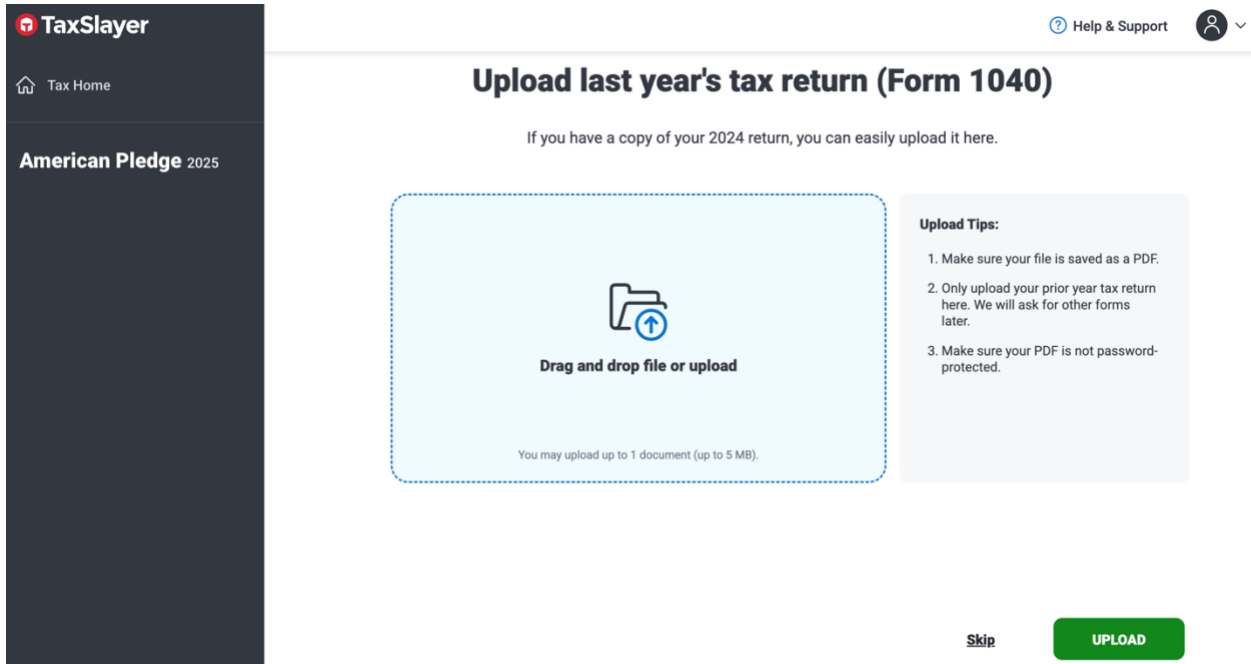 TaxSlayer
Help & Support
Tax Home
American Pledge 2025
Upload last year's tax return (Form 1040)
If you have a copy of your 2024 return, you can easily upload it here.
Drag and drop file or upload
You may upload up to 1 document (up to 5 MB).
Upload Tips:
1. Make sure your file is saved as a PDF.
2. Only upload your prior year tax return
here. We will ask for other forms
later.
3. Make sure your PDF is not password-
protected.
Skip
UPLOAD